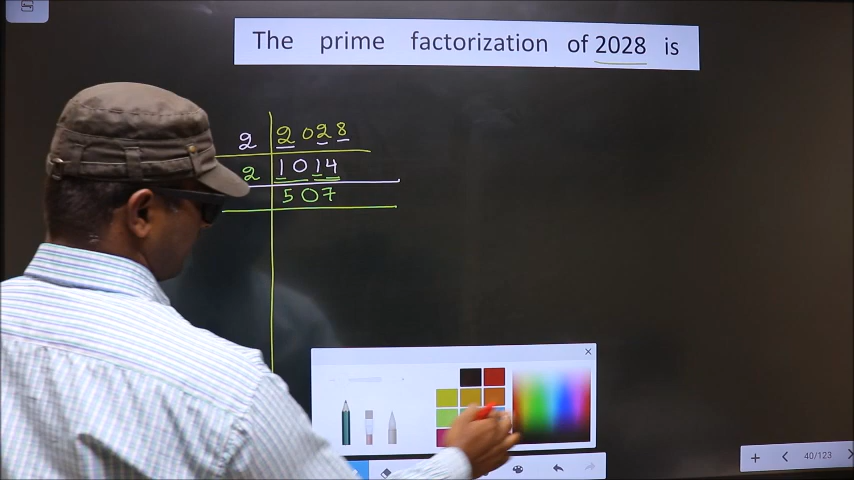 The prime factorization of 2028 is
2 2028
2 1014
507
40/123